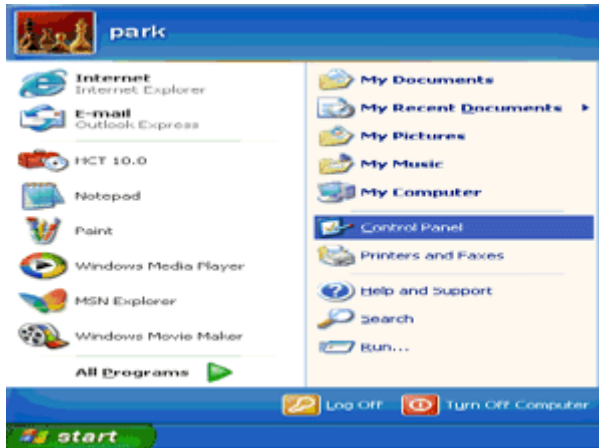 park
Internet
Internet Explorer
E-mail
Outlook Express
HCT 10.0
Notepad
Paint
Windows Media Player
MSN Explorer
Windows Movie Maker
All Programs
My Documents
My Recent Documents
My Pictures
My Music
My Computer
Control Panel
Printers and Faxes
Help and Support
Search
Run...
Log Off
Turn Off Computer
start